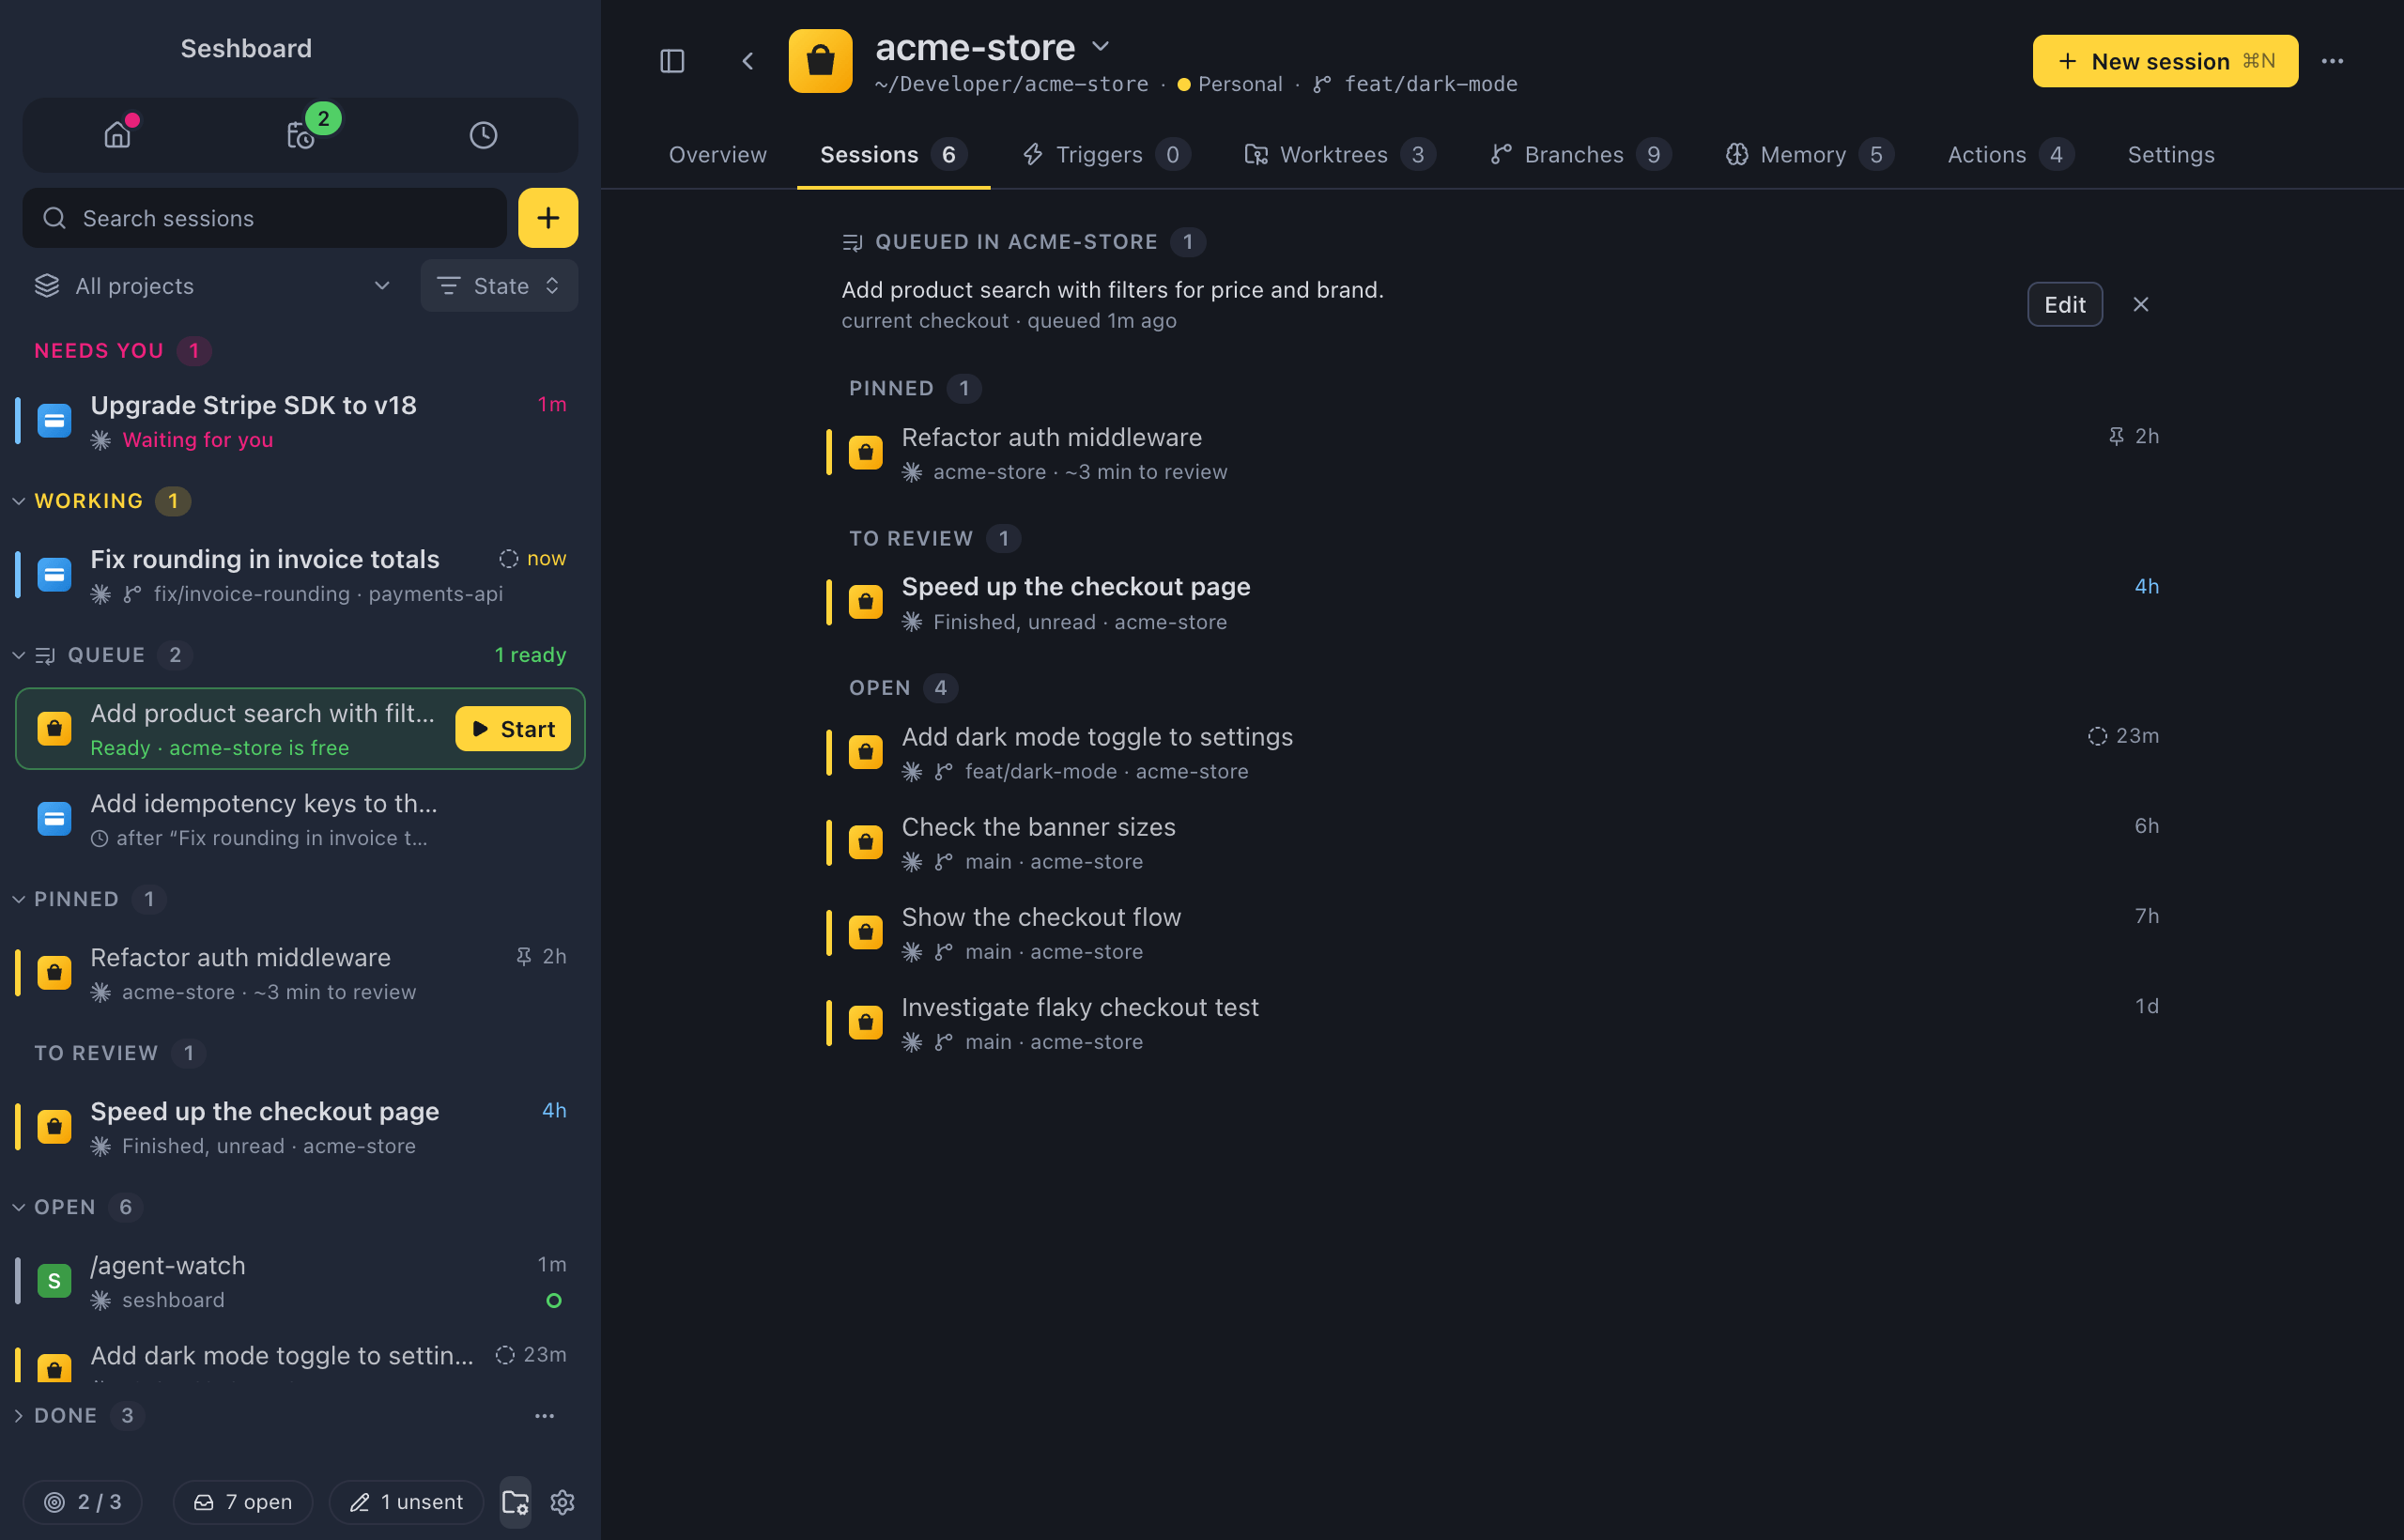 Seshboard
2
Search sessions
All projects
State
NEEDS YOU 1
Upgrade Stripe SDK to v18 1m
Waiting for you
WORKING 1
Fix rounding in invoice totals now
fix/invoice-rounding · payments-api
QUEUE 2 1 ready
Add product search with filt...
Start
Ready · acme-store is free
Add idempotency keys to th...
after “Fix rounding in invoice t...
PINNED 1
Refactor auth middleware 2h
acme-store · ~3 min to review
TO REVIEW 1
Speed up the checkout page 4h
Finished, unread · acme-store
OPEN 6
S
/agent-watch 1m
seshboard
Add dark mode toggle to settin... 23m
DONE 3
2 / 3
7 open
1 unsent
acme-store
~/Developer/acme-store · Personal · feat/dark-mode
New session ⌘N
Overview
Sessions 6
Triggers 0
Worktrees 3
Branches 9
Memory 5
Actions 4
Settings
QUEUED IN ACME-STORE 1
Add product search with filters for price and brand.
current checkout · queued 1m ago
Edit
PINNED 1
Refactor auth middleware 2h
acme-store · ~3 min to review
TO REVIEW 1
Speed up the checkout page 4h
Finished, unread · acme-store
OPEN 4
Add dark mode toggle to settings 23m
feat/dark-mode · acme-store
Check the banner sizes 6h
main · acme-store
Show the checkout flow 7h
main · acme-store
Investigate flaky checkout test 1d
main · acme-store